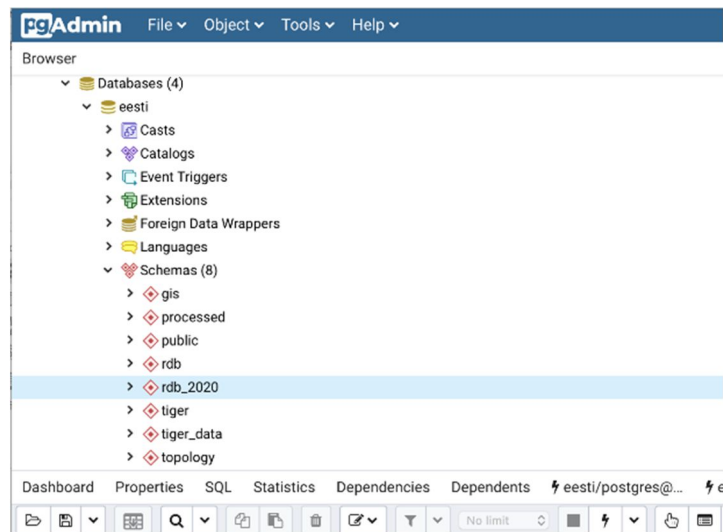 pgAdmin File Object Tools Help
Browser
Databases (4)
eesti
Casts
Catalogs
Event Triggers
Extensions
Foreign Data Wrappers
Languages
Schemas (8)
gis
processed
public
rdb
rdb_2020
tiger
tiger_data
topology
Dashboard Properties SQL Statistics Dependencies Dependents eesti/postgres@... e
No limit